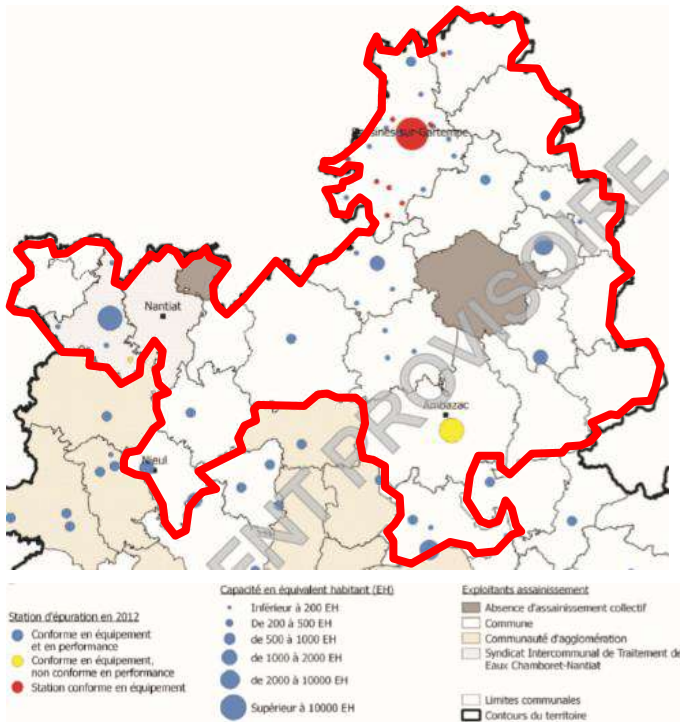 Nantiat
Ambazac
Nieul
ENT PROVISOIRE
Station d'épuration en 2012
Conforme en équipement
et en performance
Conforme en équipement,
non conforme en performance
Station conforme en équipement
Capacité en équivalent habitant (EH)
Inférieur à 200 EH
De 200 à 500 EH
de 500 à 1000 EH
de 1000 à 2000 EH
de 2000 à 10000 EH
Supérieur à 10000 EH
Exploitants assainissement
Absence d'assainissement collectif
Commune
Communauté d'agglomération
Syndicat Intercommunal de Traitement de
Eaux Chamboret-Nantiat
Limites communales
Contours du territoire